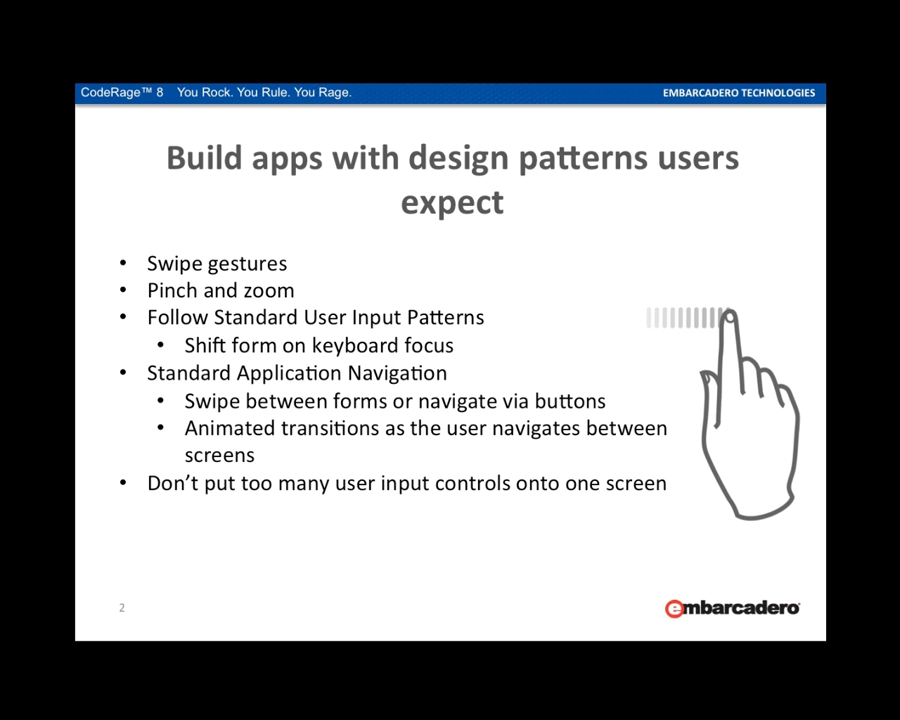 CodeRage™ 8 You Rock. You Rule. You Rage. EMBARCADERO TECHNOLOGIES
Build apps with design patterns users
expect
• Swipe gestures
• Pinch and zoom
• Follow Standard User Input Patterns
• Shift form on keyboard focus
• Standard Application Navigation
• Swipe between forms or navigate via buttons
• Animated transitions as the user navigates between
screens
• Don’t put too many user input controls onto one screen
2 embarcadero